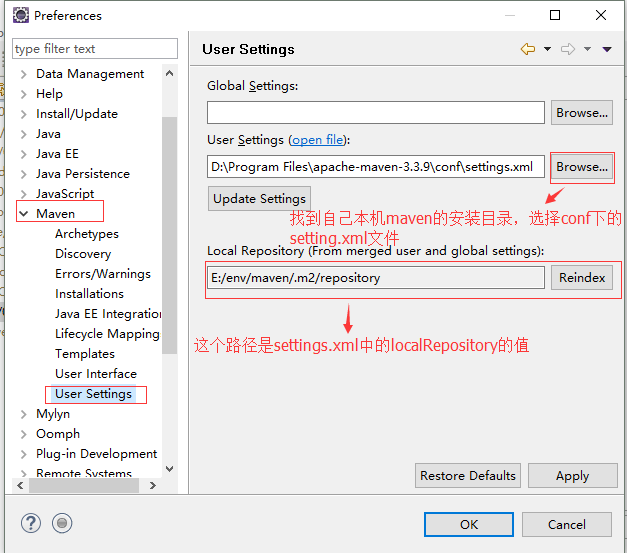 Preferences
type filter text
Data Management
Help
Install/Update
Java
Java EE
Java Persistence
JavaScript
Maven
Archetypes
Discovery
Errors/Warnings
Installations
Java EE Integration
Lifecycle Mapping
Templates
User Interface
User Settings
Mylyn
Oomph
Plug-in Development
Remote Systems
User Settings
Global Settings:
Browse...
User Settings (open file):
D:\Program Files\apache-maven-3.3.9\conf\settings.xml
Browse...
Update Settings
找到自己本机maven的安装目录，选择conf下的
setting.xml文件
Local Repository (From merged user and global settings):
E:/env/maven/.m2/repository
Reindex
这个路径是settings.xml中的localRepository的值
Restore Defaults
Apply
OK
Cancel